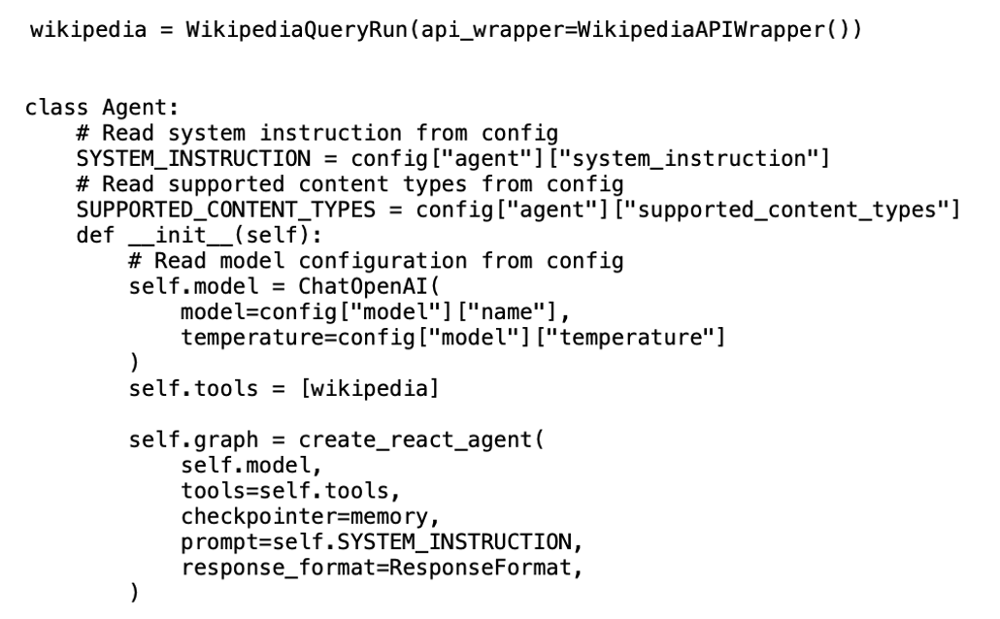 wikipedia = WikipediaQueryRun(api_wrapper=WikipediaAPIWrapper())
class Agent:
    # Read system instruction from config
    SYSTEM_INSTRUCTION = config["agent"]["system_instruction"]
    # Read supported content types from config
    SUPPORTED_CONTENT_TYPES = config["agent"]["supported_content_types"]
    def __init__(self):
        # Read model configuration from config
        self.model = ChatOpenAI(
            model=config["model"]["name"],
            temperature=config["model"]["temperature"]
        )
        self.tools = [wikipedia]
        self.graph = create_react_agent(
            self.model,
            tools=self.tools,
            checkpointer=memory,
            prompt=self.SYSTEM_INSTRUCTION,
            response_format=ResponseFormat,
        )